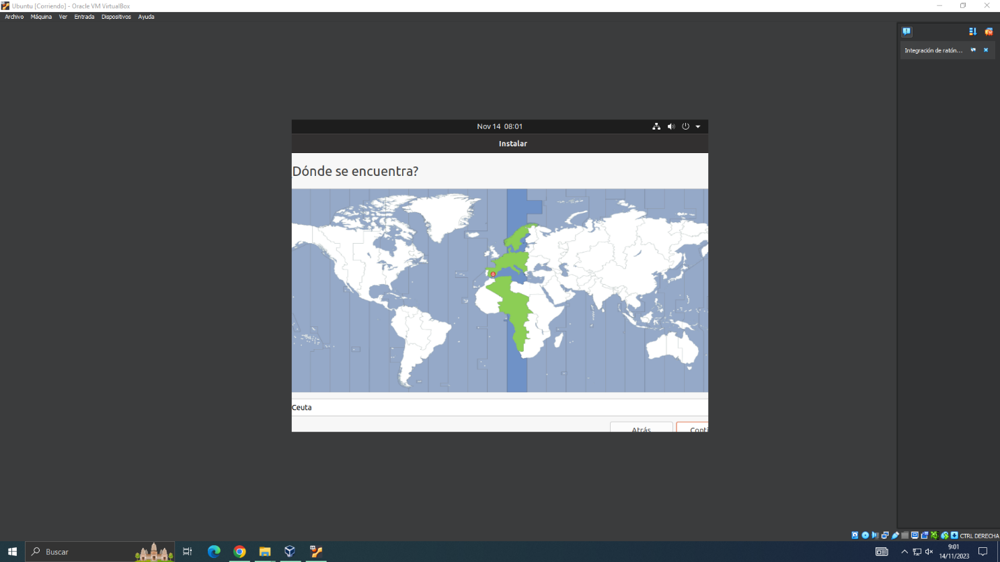 Ubuntu [Corriendo] - Oracle VM VirtualBox
Archivo Máquina Ver Entrada Dispositivos Ayuda
Integración de ratón...
Nov 14 08:01
Instalar
Dónde se encuentra?
Ceuta
Atrás
Conti
CTRL DERECHA
Buscar
9:01
14/11/2023